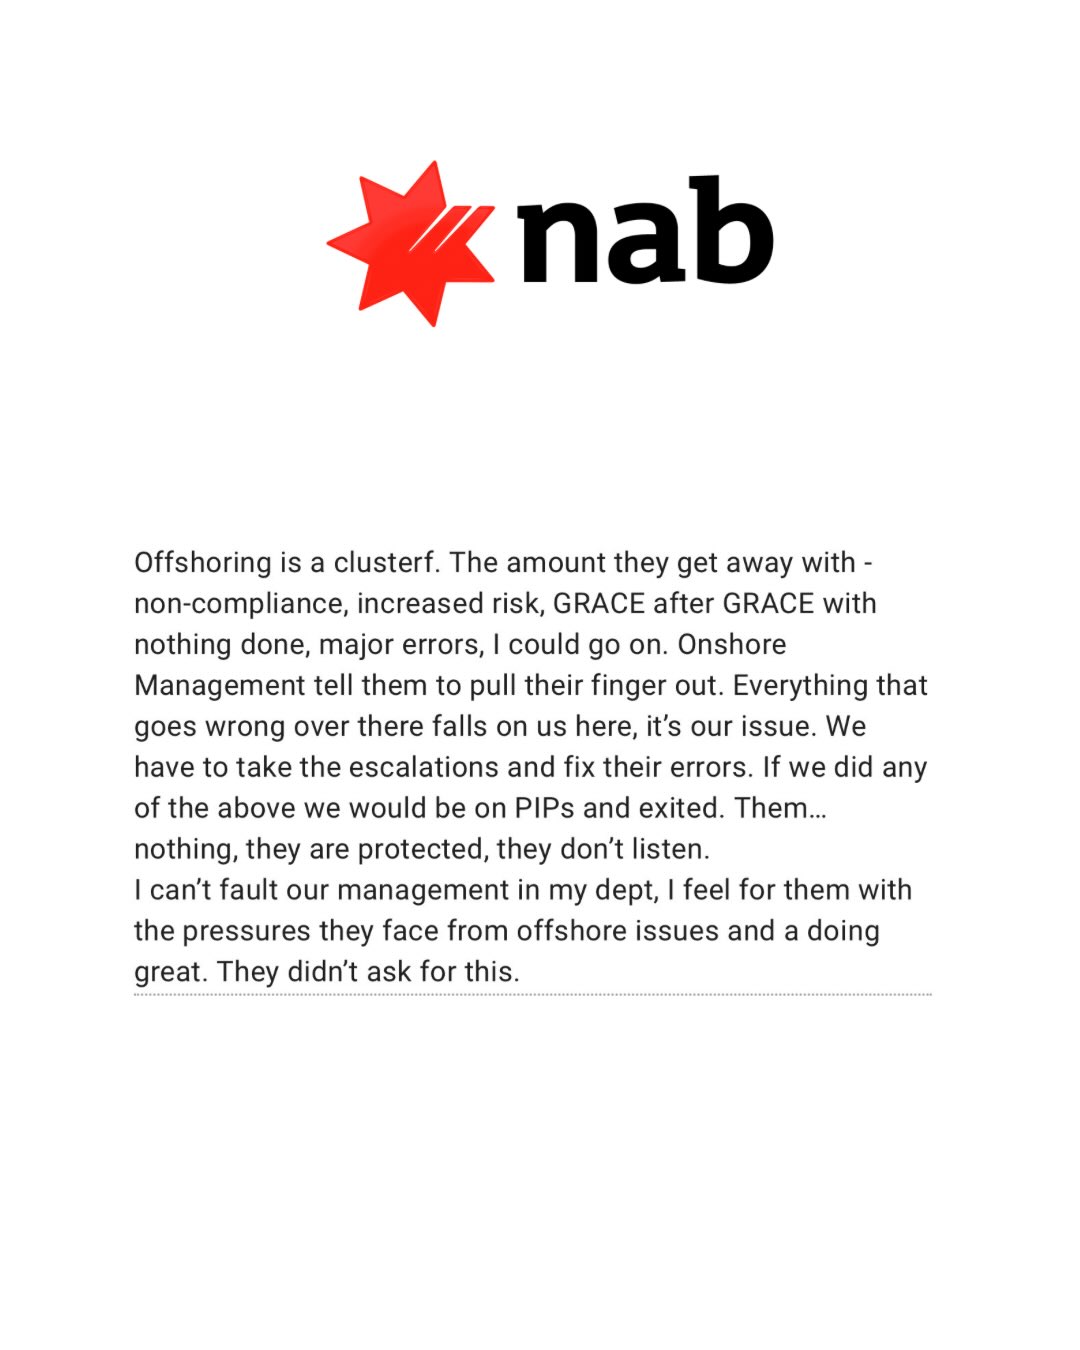 nab
Offshoring is a clusterf. The amount they get away with -
non-compliance, increased risk, GRACE after GRACE with
nothing done, major errors, I could go on. Onshore
Management tell them to pull their finger out. Everything that
goes wrong over there falls on us here, it’s our issue. We
have to take the escalations and fix their errors. If we did any
of the above we would be on PIPs and exited. Them...
nothing, they are protected, they don’t listen.
I can’t fault our management in my dept, I feel for them with
the pressures they face from offshore issues and a doing
great. They didn’t ask for this.